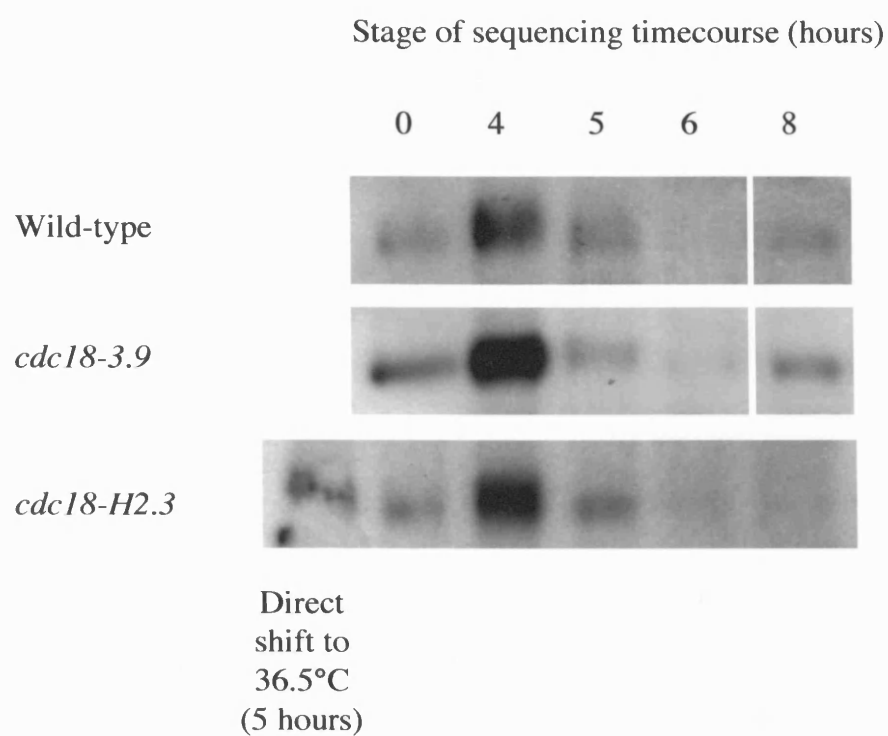 Stage of sequencing timecourse (hours)
0 4 5 6 8
Wild-type
cdc18-3.9
cdc18-H2.3
Direct
shift to
36.5°C
(5 hours)